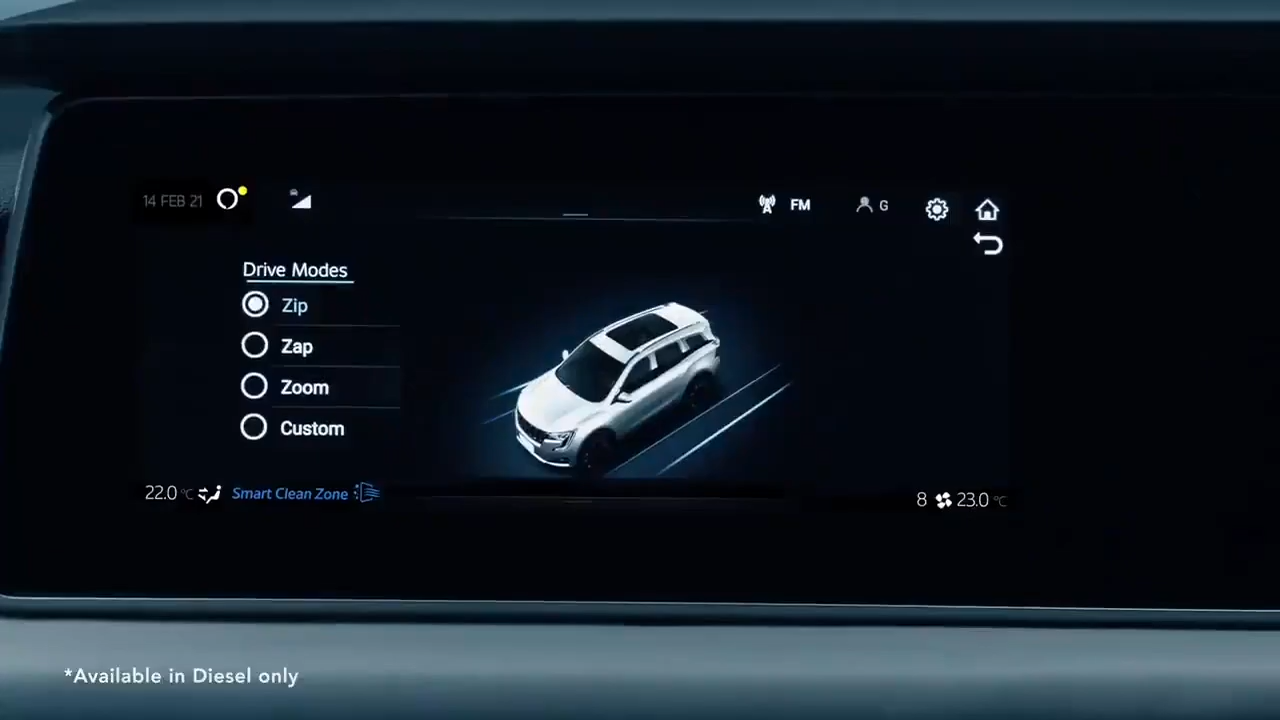 14 FEB 21
FM
G
Drive Modes
Zip
Zap
Zoom
Custom
22.0 °C
Smart Clean Zone
8
23.0 °C
*Available in Diesel only